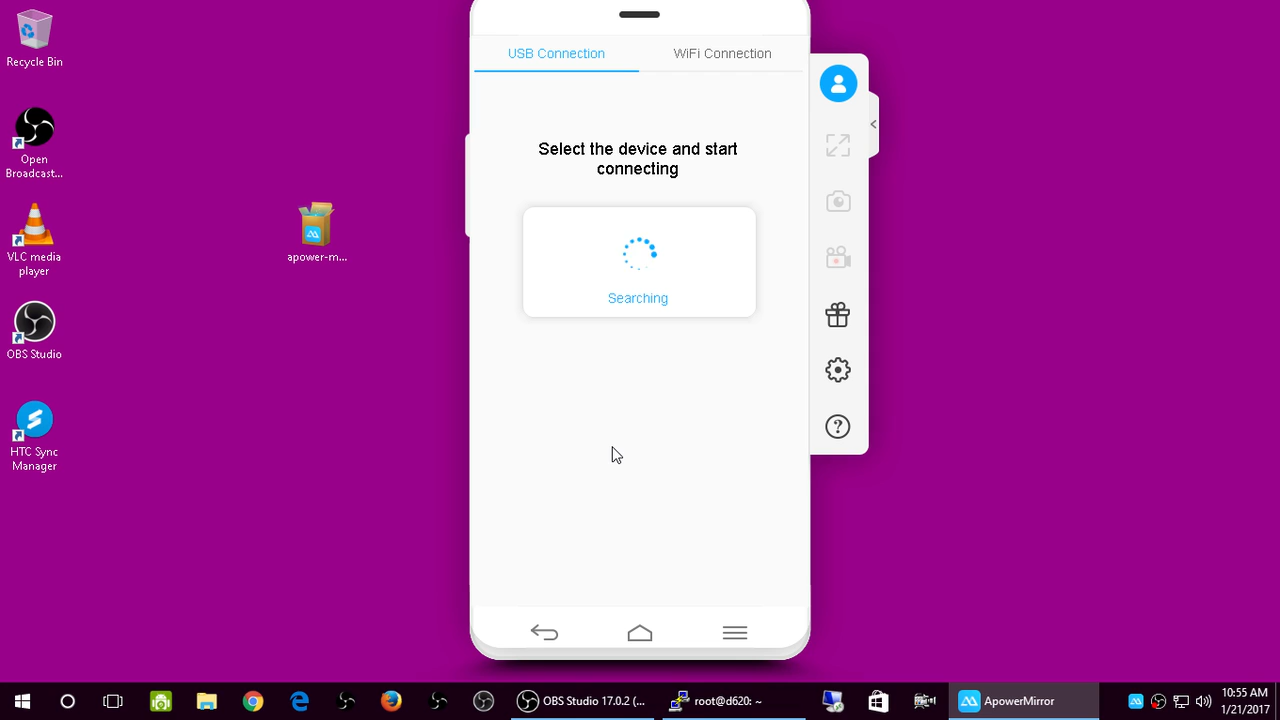 Recycle Bin
Open
Broadcast...
VLC media
player
OBS Studio
HTC Sync
Manager
apower-m...
USB Connection
WiFi Connection
Select the device and start
connecting
Searching
<
?
OBS Studio 17.0.2 (...
root@d620: ~
ApowerMirror
10:55 AM
1/21/2017